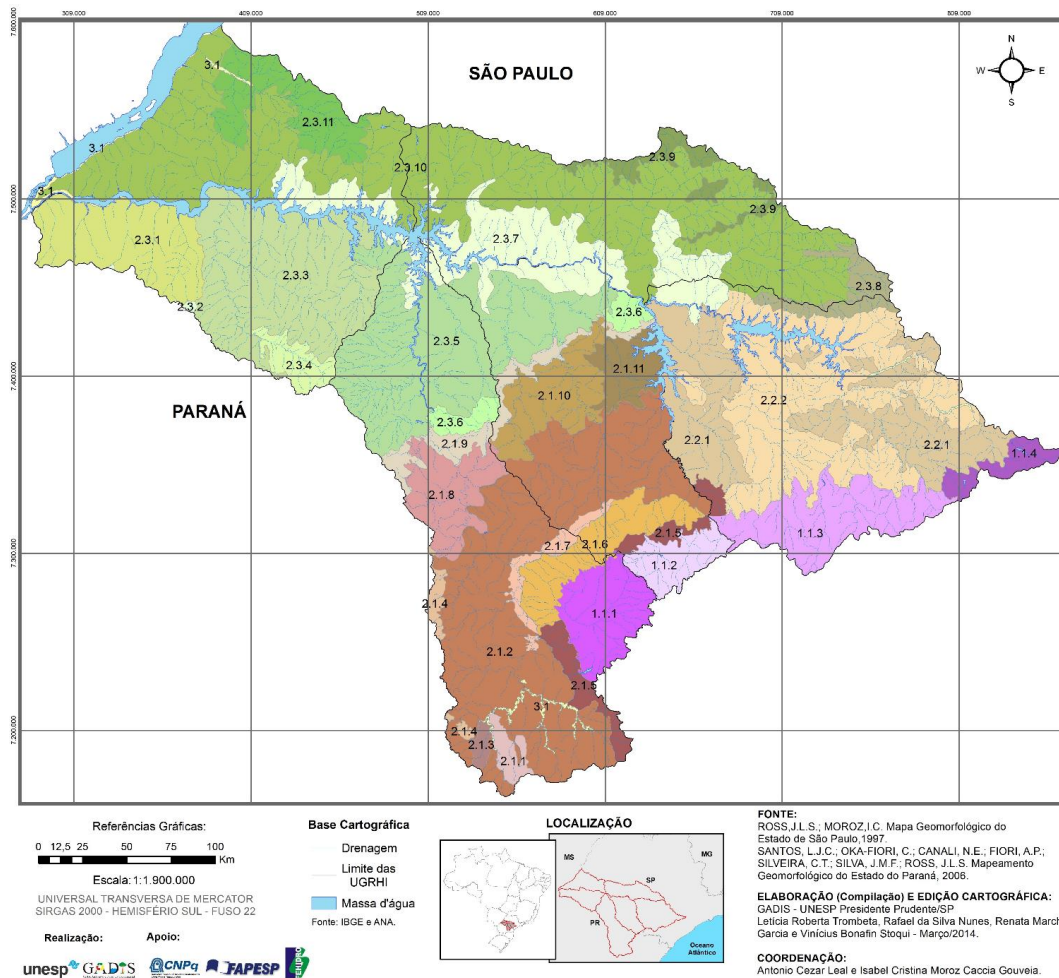 309.000 409.000 509.000 609.000 709.000 809.000
7.600.000
SÃO PAULO
N
W E
S
3.1
2.3.11
3.1
2.3.10
2.3.9
3.1
7.500.000
2.3.9
2.3.1
2.3.7
2.3.3
2.3.8
2.3.2
2.3.6
2.3.5
2.3.4
2.1.11
7.400.000
2.1.10
2.2.2
PARANÁ
2.3.6
2.1.9
2.2.1
2.2.1
1.1.4
2.1.8
1.1.3
2.1.7
2.1.6
2.1.5
7.300.000
1.1.2
2.1.4
1.1.1
2.1.2
2.1.5
3.1
7.200.000
2.1.4
2.1.3
2.1.1
Referências Gráficas:
0 12,5 25 50 75 100
Km
Escala: 1:1.900.000
UNIVERSAL TRANSVERSA DE MERCATOR
SIRGAS 2000 - HEMISFÉRIO SUL - FUSO 22
Realização: Apoio:
unesp GADIS CNPq FAPESP FEHIDRO
Base Cartográfica
Drenagem
Limite das
UGRHI
Massa d'água
Fonte: IBGE e ANA.
LOCALIZAÇÃO
MS
MG
SP
PR
Oceano
Atlântico
FONTE:
ROSS,J.L.S.; MOROZ,I.C. Mapa Geomorfológico do
Estado de São Paulo,1997.
SANTOS, L.J.C.; OKA-FIORI, C.; CANALI, N.E.; FIORI, A.P.;
SILVEIRA, C.T.; SILVA, J.M.F.; ROSS, J.L.S. Mapeamento
Geomorfológico do Estado do Paraná, 2006.
ELABORAÇÃO (Compilação) E EDIÇÃO CARTOGRÁFICA:
GADIS - UNESP Presidente Prudente/SP
Letícia Roberta Trombeta, Rafael da Silva Nunes, Renata March
Garcia e Vinícius Bonafin Stoqui - Março/2014.
COORDENAÇÃO:
Antonio Cezar Leal e Isabel Cristina Moroz Caccia Gouveia.